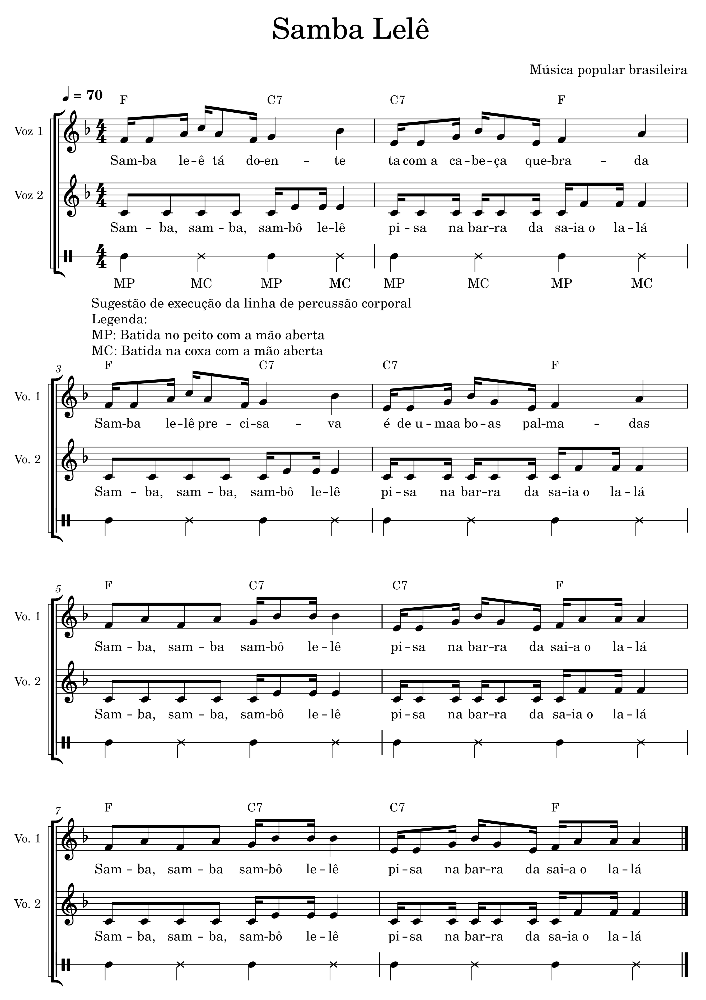 Samba Lelê
Música popular brasileira
= 70
F C7 C7 F
Voz 1
Sam - ba le - ê tá do - en - te ta com a ca - be - ça que - bra - da
Voz 2
Sam - ba, sam - ba, sam - bô le - lê pi - sa na bar - ra da sa - ia o la - lá
MP MC MP MC MP MC MP MC
Sugestão de execução da linha de percussão corporal
Legenda:
MP: Batida no peito com a mão aberta
MC: Batida na coxa com a mão aberta
3 F C7 C7 F
Vo. 1
Sam - ba le - lê pre - ci - sa - va é de u - maa bo - as pal - ma - das
Vo. 2
Sam - ba, sam - ba, sam - bô le - lê pi - sa na bar - ra da sa - ia o la - lá
5 F C7 C7 F
Vo. 1
Sam - ba, sam - ba sam - bô le - lê pi - sa na bar - ra da sai - a o la - lá
Vo. 2
Sam - ba, sam - ba, sam - bô le - lê pi - sa na bar - ra da sa - ia o la - lá
7 F C7 C7 F
Vo. 1
Sam - ba, sam - ba sam - bô le - lê pi - sa na bar - ra da sai - a o la - lá
Vo. 2
Sam - ba, sam - ba, sam - bô le - lê pi - sa na bar - ra da sa - ia o la - lá